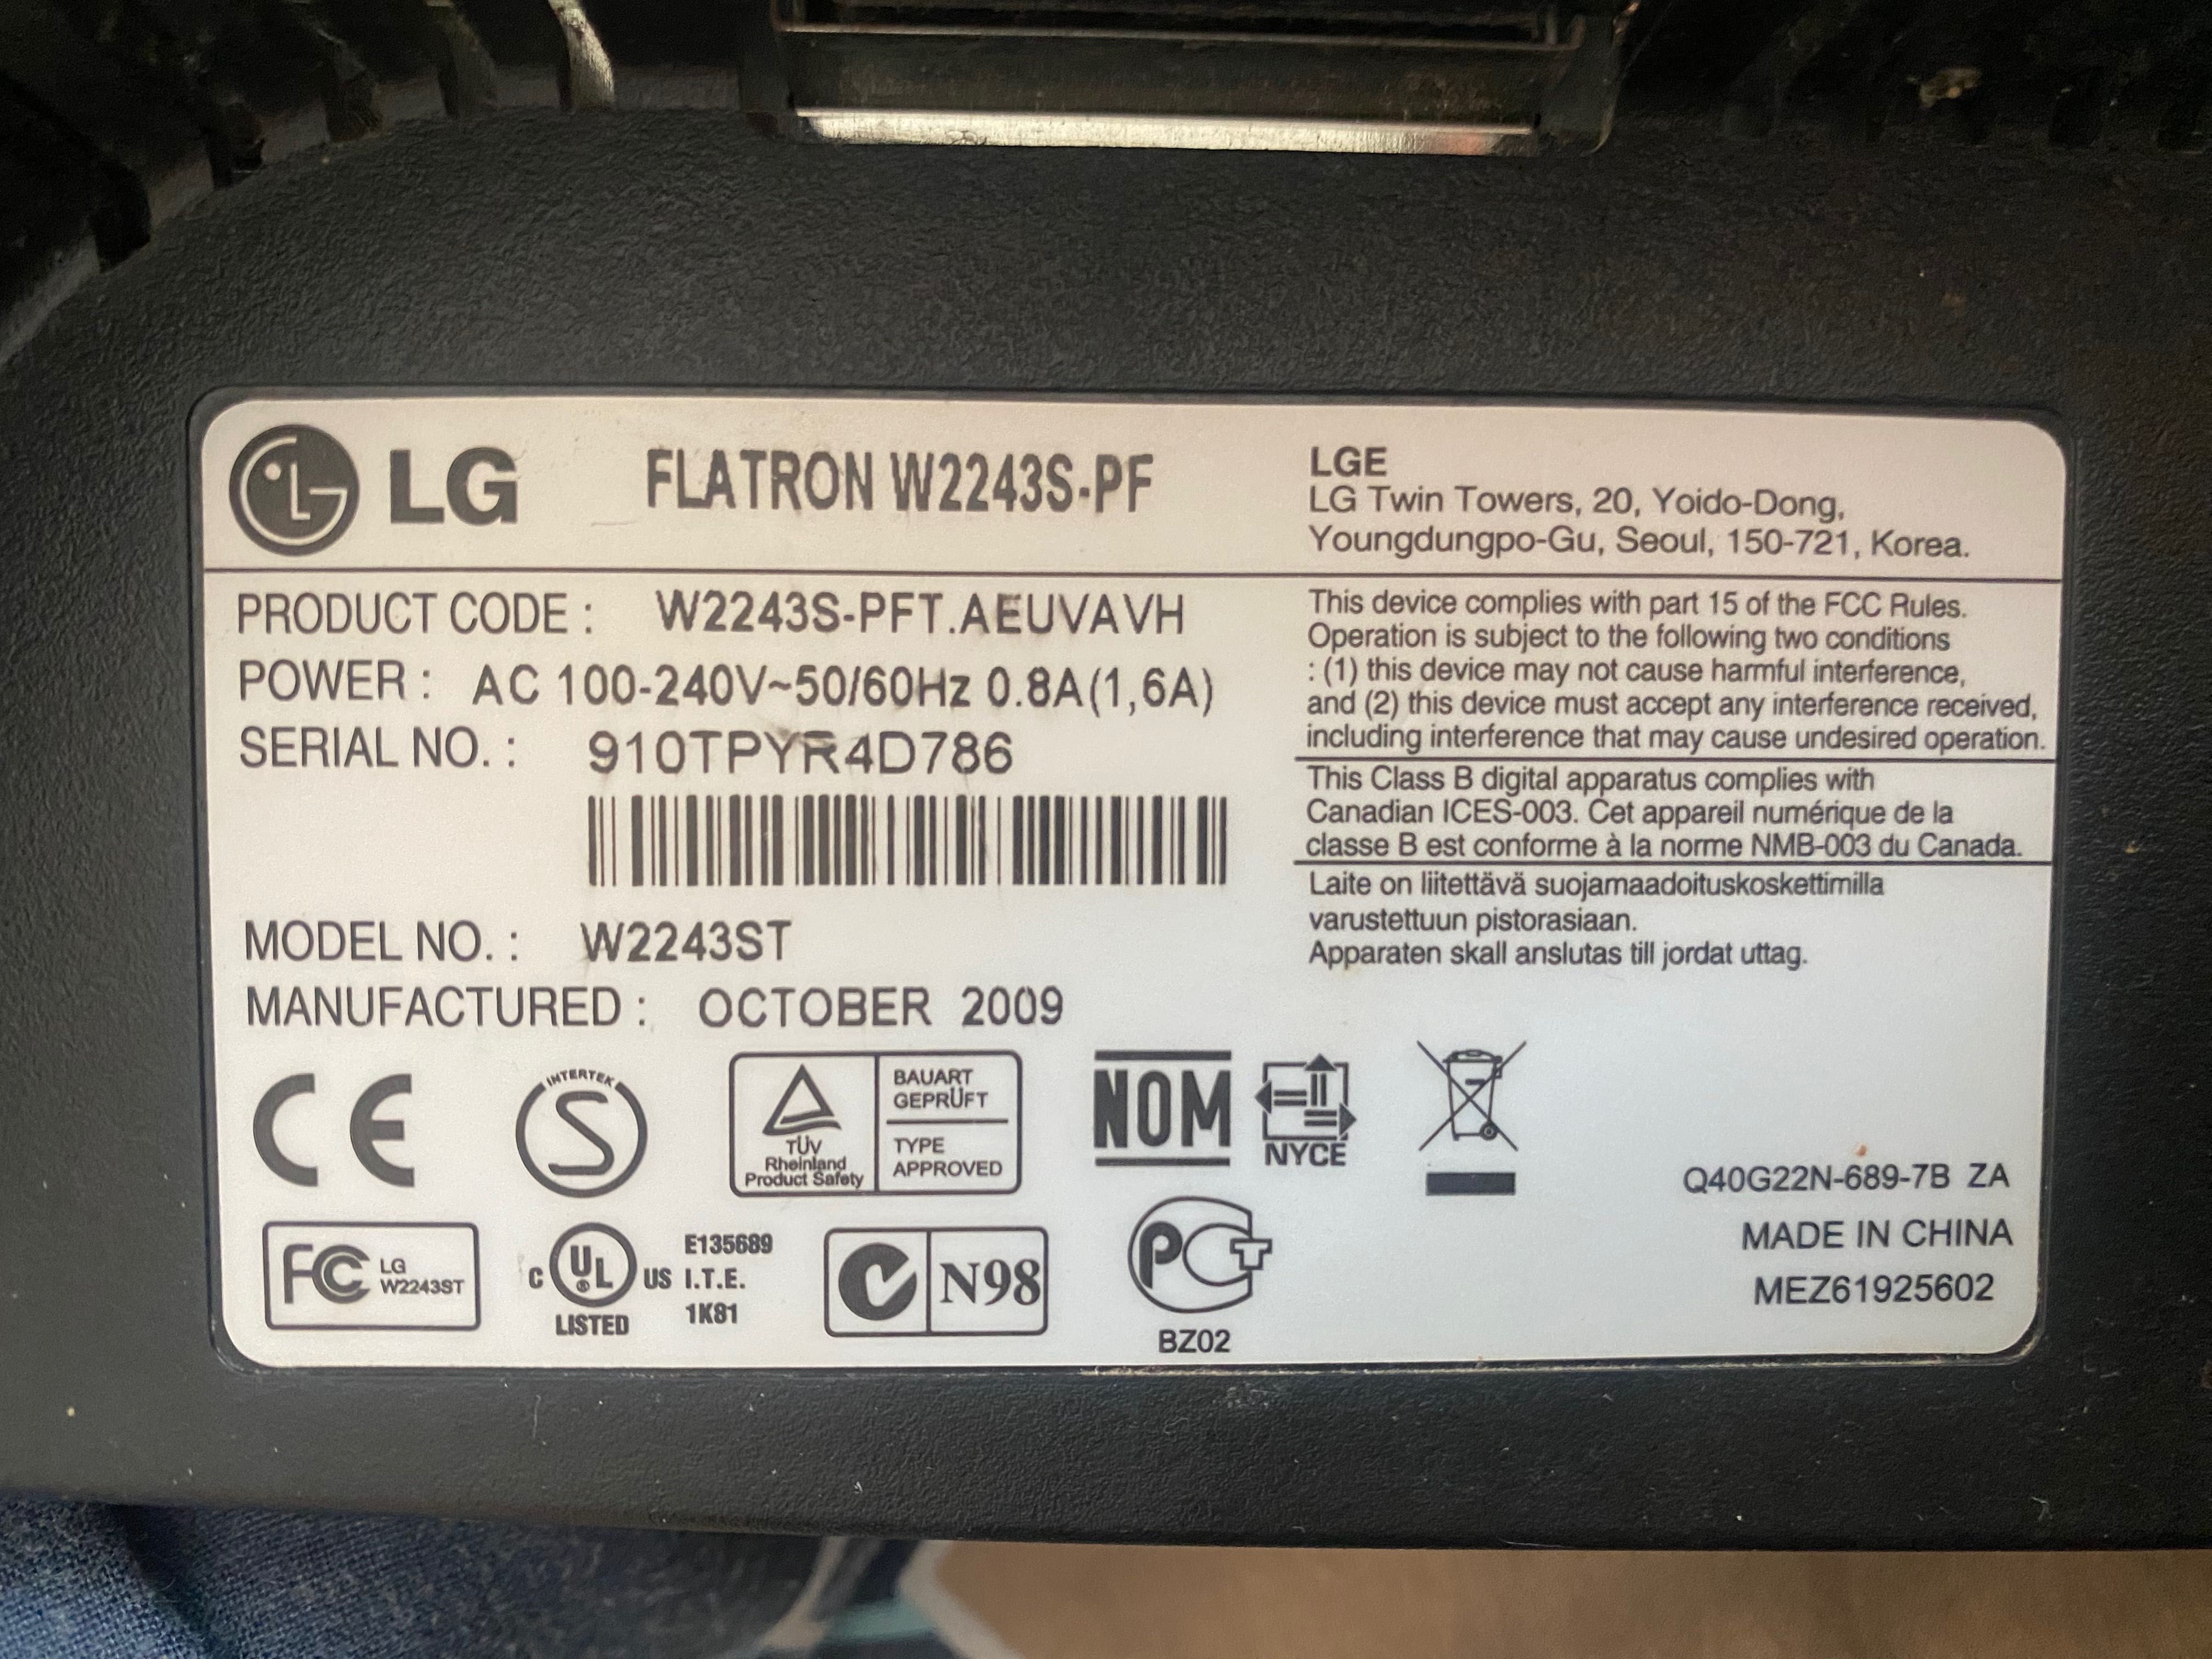 LG FLATRON W2243S-PF
LGE
LG Twin Towers, 20, Yoido-Dong,
Youngdungpo-Gu, Seoul, 150-721, Korea.
PRODUCT CODE : W2243S-PFT.AEUVAVH
POWER : AC 100-240V~50/60Hz 0.8A(1,6A)
SERIAL NO. : 910TPYR4D786
MODEL NO. : W2243ST
MANUFACTURED : OCTOBER 2009
This device complies with part 15 of the FCC Rules.
Operation is subject to the following two conditions
: (1) this device may not cause harmful interference,
and (2) this device must accept any interference received,
including interference that may cause undesired operation.
This Class B digital apparatus complies with
Canadian ICES-003. Cet appareil numérique de la
classe B est conforme à la norme NMB-003 du Canada.
Laite on liitettävä suojamaadoituskoskettimilla
varustettuun pistorasiaan.
Apparaten skall anslutas till jordat uttag.
CE
INTERTEK
S
TÜV
Rheinland
Product Safety
BAUART
GEPRÜFT
TYPE
APPROVED
NOM
NYCE
FC LG
W2243ST
C UL US
LISTED
E135689
I.T.E.
1K81
N98
PCT
BZ02
Q40G22N-689-7B ZA
MADE IN CHINA
MEZ61925602